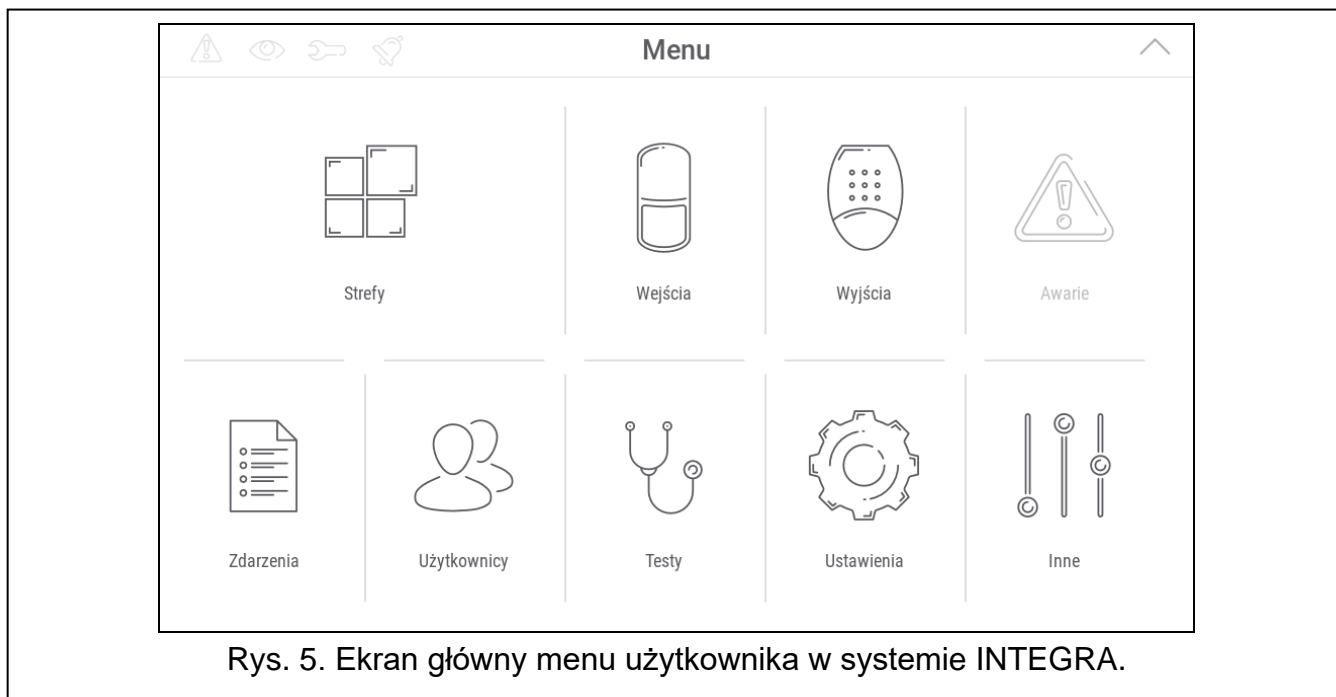 Menu
Strefy
Wejścia
Wyjścia
Awarie
Zdarzenia
Użytkownicy
Testy
Ustawienia
Inne
Rys. 5. Ekran główny menu użytkownika w systemie INTEGRA.